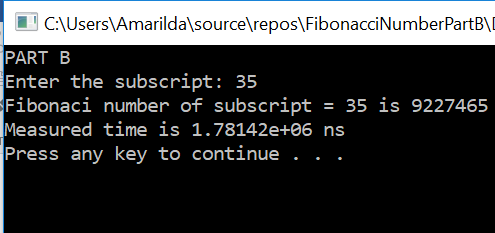 C:\Users\Amarilda\source\repos\FibonacciNumberPartB\
PART B
Enter the subscript: 35
Fibonaci number of subscript = 35 is 9227465
Measured time is 1.78142e+06 ns
Press any key to continue . . .